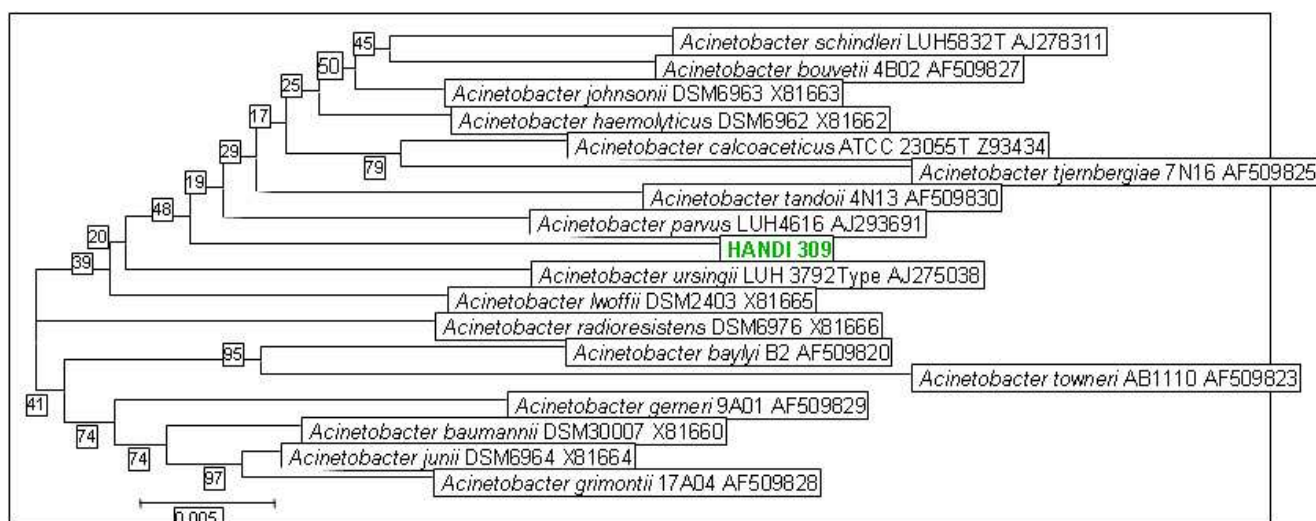 45
Acinetobacter schindleri LUH5832T AJ278311
50
Acinetobacter bouvetii 4B02 AF509827
25
Acinetobacter johnsonii DSM6963 X81663
17
Acinetobacter haemolyticus DSM6962 X81662
29
Acinetobacter calcoaceticus ATCC 23055T Z93434
79
Acinetobacter tjernbergiae 7N16 AF509825
19
Acinetobacter tandoii 4N13 AF509830
48
Acinetobacter parvus LUH4616 AJ293691
20
HANDI 309
39
Acinetobacter ursingii LUH 3792Type AJ275038
Acinetobacter lwoffii DSM2403 X81665
Acinetobacter radioresistens DSM6976 X81666
95
Acinetobacter baylyi B2 AF509820
Acinetobacter towneri AB1110 AF509823
41
Acinetobacter gerneri 9A01 AF509829
74
Acinetobacter baumannii DSM30007 X81660
74
Acinetobacter junii DSM6964 X81664
97
Acinetobacter grimontii 17A04 AF509828
0.005